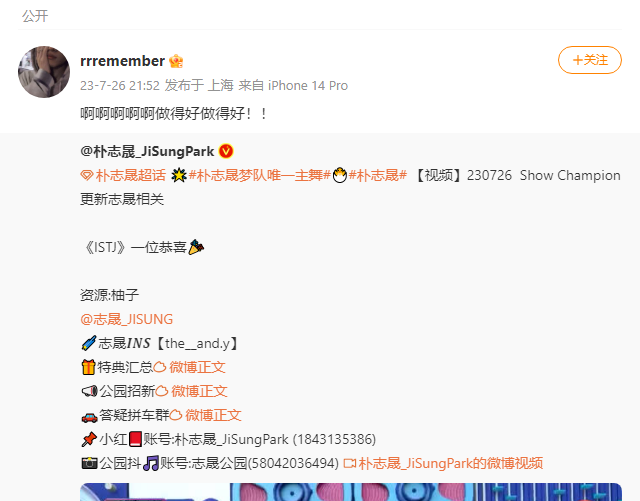 公开
rrremember
23-7-26 21:52 发布于 上海 来自 iPhone 14 Pro
+关注
啊啊啊啊啊做得好做得好！！
@朴志晟_JiSungPark
朴志晟超话 #朴志晟梦队唯一主舞# #朴志晟# 【视频】230726 Show Champion
更新志晟相关
《ISTJ》一位恭喜
资源:柚子
@志晟_JISUNG
志晟INS【the__and.y】
特典汇总 微博正文
公园招新 微博正文
答疑拼车群 微博正文
小红 账号:朴志晟_JiSungPark (1843135386)
公园抖 账号:志晟公园(58042036494) 朴志晟_JiSungPark的微博视频